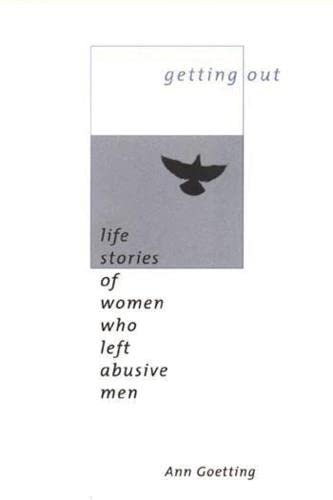 getting out
life
stories
of
women
who
left
abusive
men
Ann Goetting